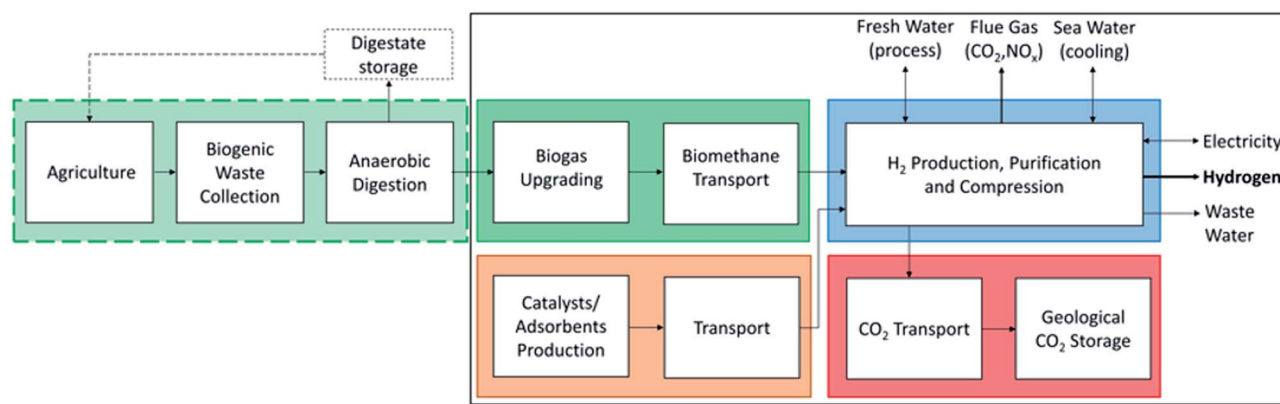 Digestate
storage
Agriculture
Biogenic
Waste
Collection
Anaerobic
Digestion
Biogas
Upgrading
Biomethane
Transport
Fresh Water
(process)
Flue Gas
(CO₂,NOₓ)
Sea Water
(cooling)
H₂ Production, Purification
and Compression
Electricity
Hydrogen
Waste
Water
Catalysts/
Adsorbents
Production
Transport
CO₂ Transport
Geological
CO₂ Storage